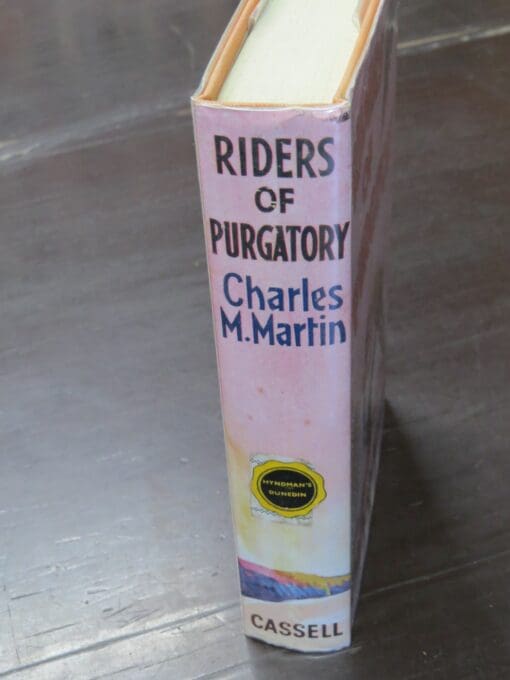 RIDERS
OF
PURGATORY
Charles
M. Martin
HYNDMAN'S
DUNEDIN
CASSELL